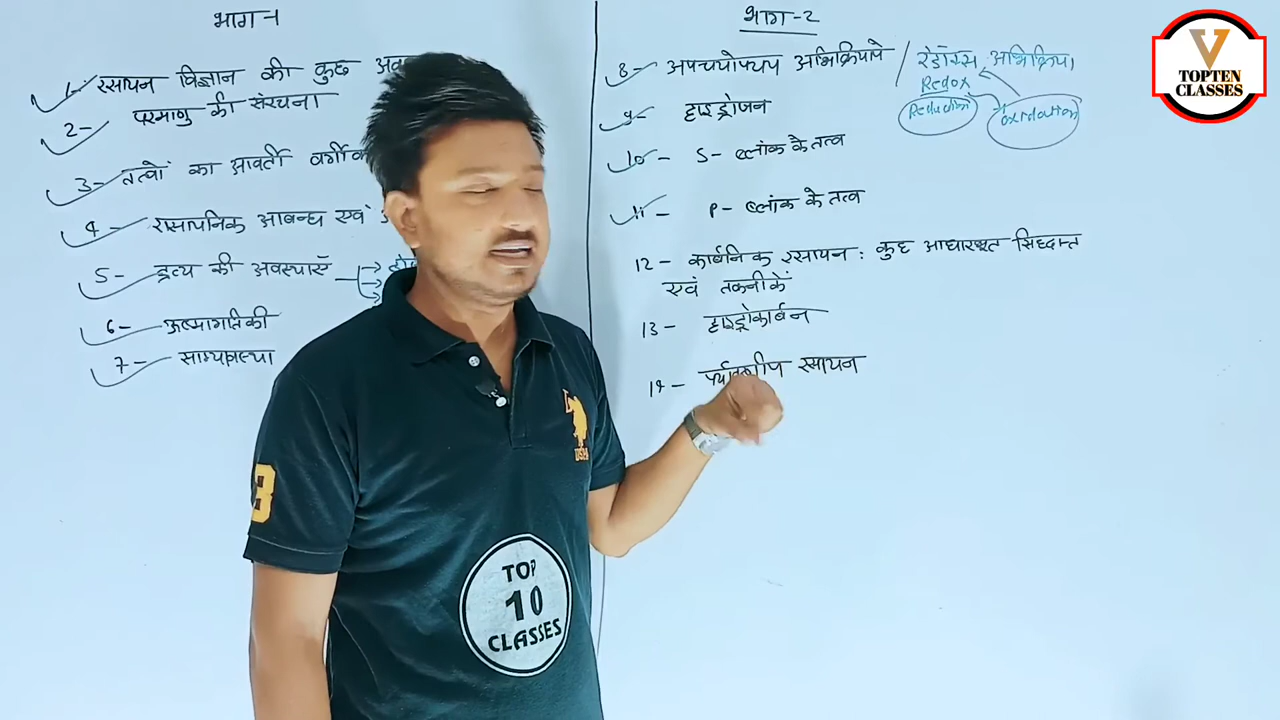 भाग-1
1- रसायन विज्ञान की कुछ
2- परमाणु की संरचना
3- तत्वों का आवर्ती
4- रासायनिक आबन्ध एवं
5- द्रव्य की अवस्थाएँ
6- ऊष्मागतिकी
7- साम्यावस्था
भाग-2
8- अपचयोपचय अभिक्रियाये / रेडॉक्स अभिक्रिया
Redox
Reduction
oxidation
9- हाइड्रोजन
10- S- ब्लांक के तत्व
11- P- ब्लांक के तत्व
12- कार्बनिक रसायन : कुछ आधारभूत सिद्धान्त
एवं तकनीकें
13- हाइड्रोकार्बन
14- रसायन
V
TOPTEN
CLASSES
3
TOP
10
CLASSES